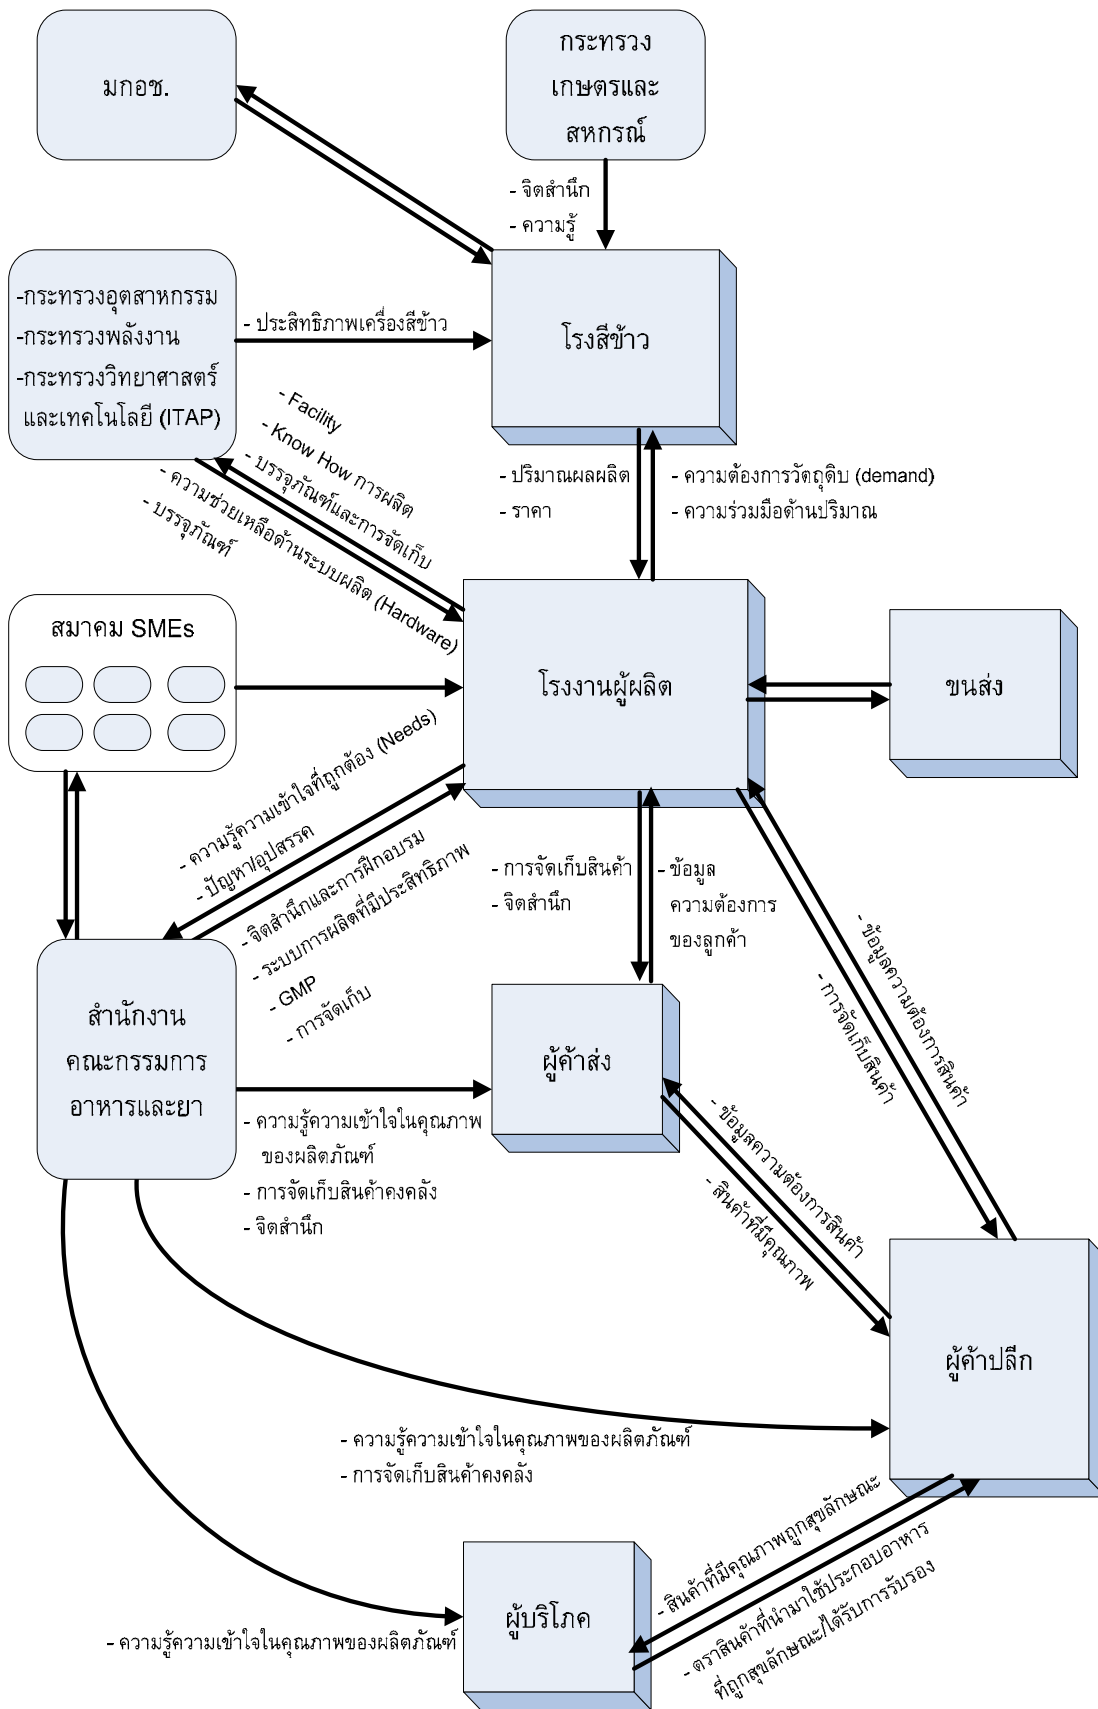 มกอช.
กระทรวง
เกษตรและ
สหกรณ์
- จิตสำนึก
- ความรู้
-กระทรวงอุตสาหกรรม
-กระทรวงพลังงาน
-กระทรวงวิทยาศาสตร์
และเทคโนโลยี (ITAP)
- ประสิทธิภาพเครื่องสีข้าว
โรงสีข้าว
- Facility
- Know How การผลิต
- บรรจุภัณฑ์และการจัดเก็บ
- ความช่วยเหลือด้านระบบผลิต (Hardware)
- บรรจุภัณฑ์
- ปริมาณผลผลิต
- ราคา
- ความต้องการวัตถุดิบ (demand)
- ความร่วมมือด้านปริมาณ
สมาคม SMEs
โรงงานผู้ผลิต
ขนส่ง
- ความรู้ความเข้าใจที่ถูกต้อง (Needs)
- ปัญหา/อุปสรรค
- จิตสำนึกและการฝึกอบรม
- ระบบการผลิตที่มีประสิทธิภาพ
- GMP
- การจัดเก็บ
- การจัดเก็บสินค้า
- จิตสำนึก
- ข้อมูล
ความต้องการ
ของลูกค้า
- ข้อมูลความต้องการสินค้า
- การจัดเก็บสินค้า
สำนักงาน
คณะกรรมการ
อาหารและยา
ผู้ค้าส่ง
- ความรู้ความเข้าใจในคุณภาพ
ของผลิตภัณฑ์
- การจัดเก็บสินค้าคงคลัง
- จิตสำนึก
- ข้อมูลความต้องการสินค้า
- สินค้าที่มีคุณภาพ
ผู้ค้าปลีก
- ความรู้ความเข้าใจในคุณภาพของผลิตภัณฑ์
- การจัดเก็บสินค้าคงคลัง
- สินค้าที่มีคุณภาพถูกสุขลักษณะ
- ตราสินค้าที่นำมาใช้ประกอบอาหาร
ที่ถูกสุขลักษณะ/ได้รับการรับรอง
ผู้บริโภค
- ความรู้ความเข้าใจในคุณภาพของผลิตภัณฑ์